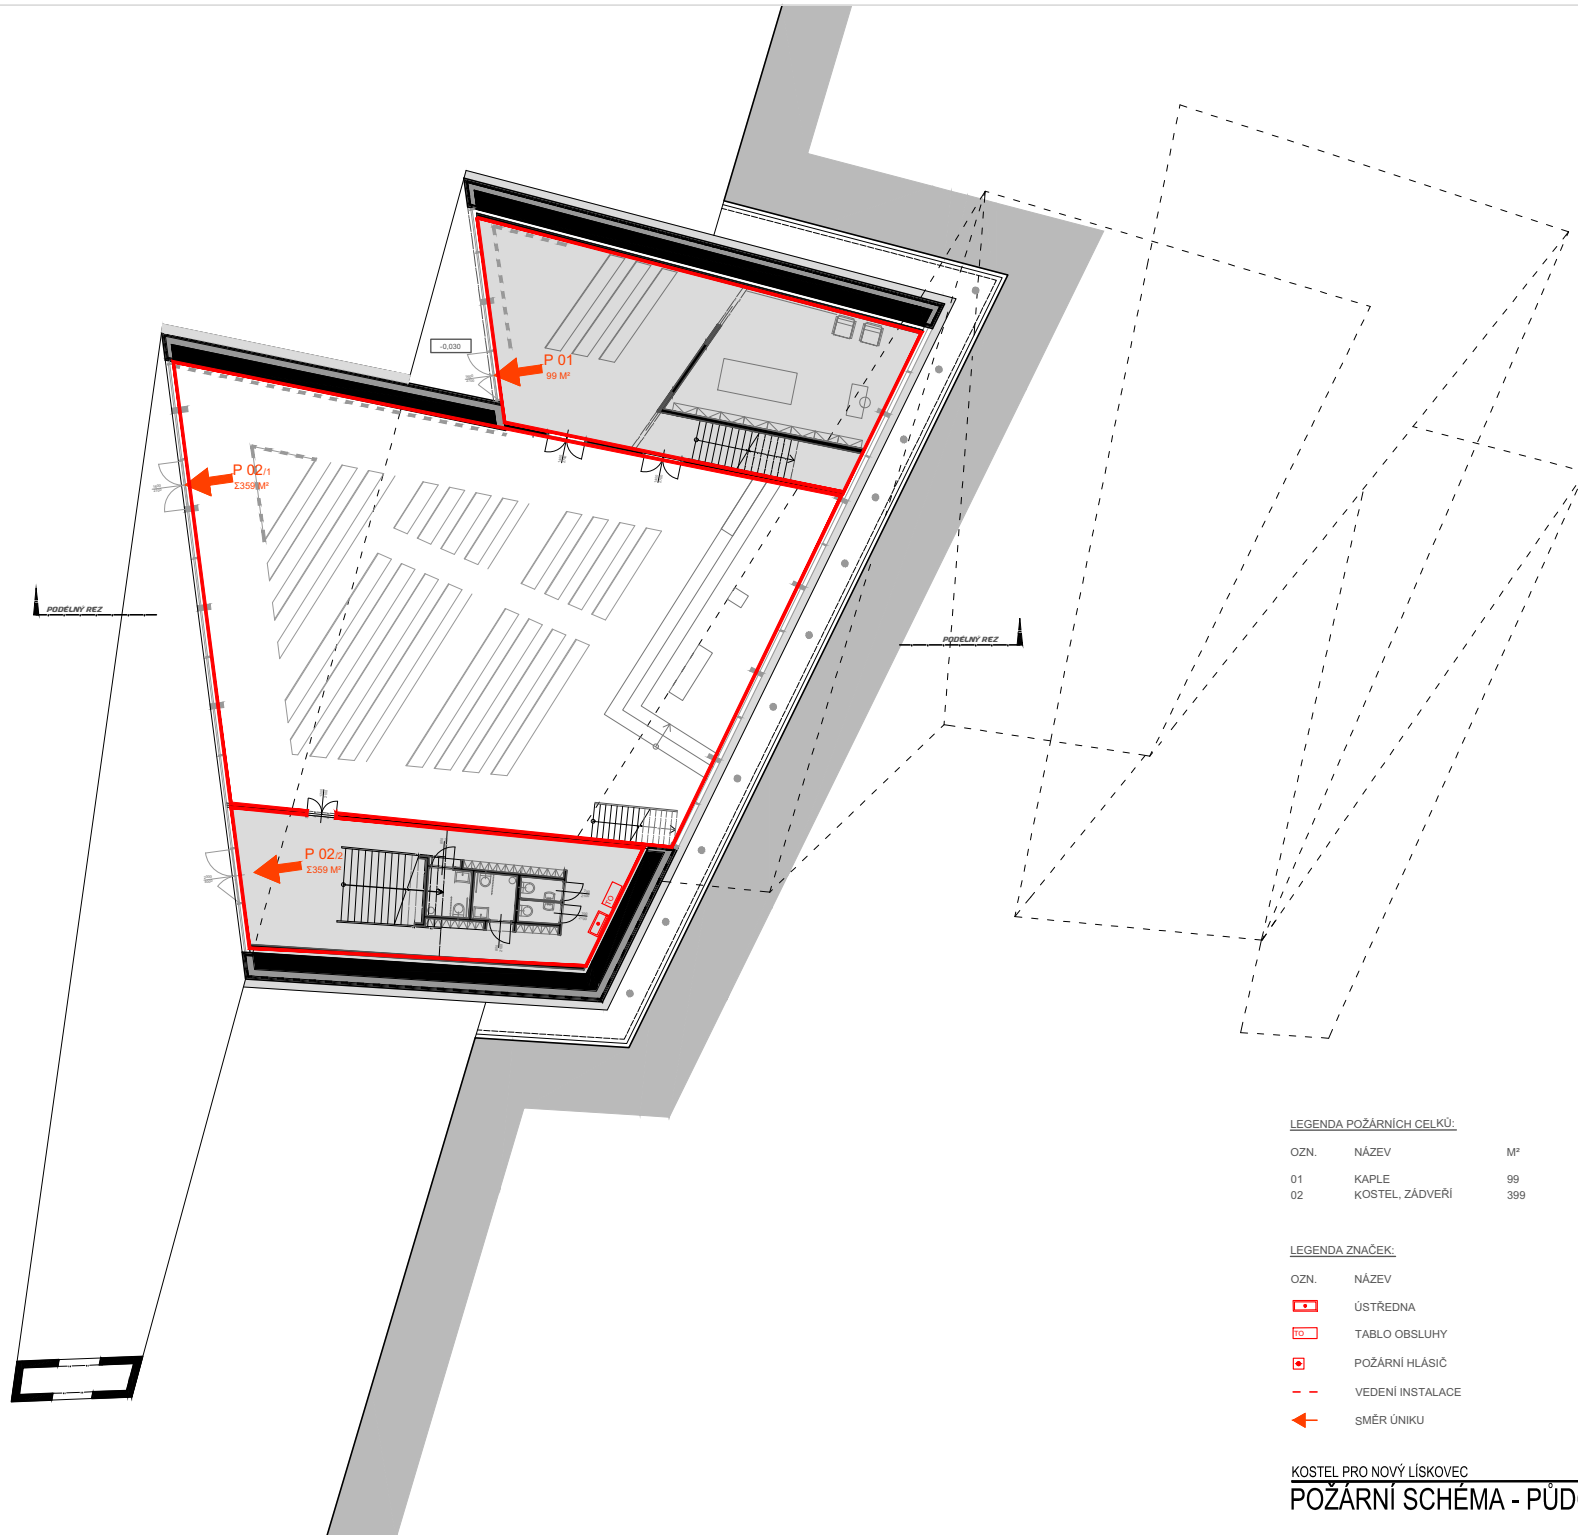 -0,030
P 01
99 M²
P 02/1
Σ359 M²
PODÉLNÝ REZ
PODÉLNÝ REZ
P 02/2
Σ359 M²
TO
LEGENDA POŽÁRNÍCH CELKŮ:
OZN. NÁZEV M²
01 KAPLE 99
02 KOSTEL, ZÁDVEŘÍ 399
LEGENDA ZNAČEK:
OZN. NÁZEV
ÚSTŘEDNA
TO TABLO OBSLUHY
POŽÁRNÍ HLÁSIČ
VEDENÍ INSTALACE
SMĚR ÚNIKU
KOSTEL PRO NOVÝ LÍSKOVEC
POŽÁRNÍ SCHÉMA - PŮD